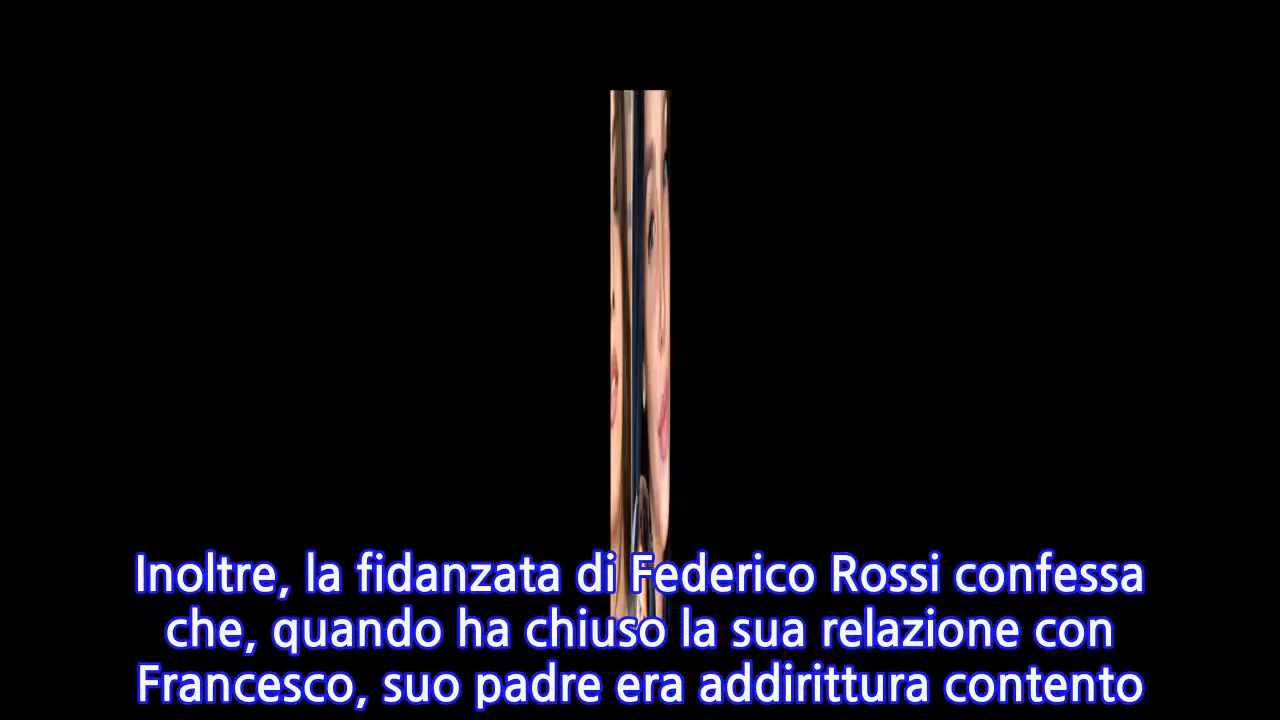 Inoltre, la fidanzata di Federico Rossi confessa
che, quando ha chiuso la sua relazione con
Francesco, suo padre era addirittura contento